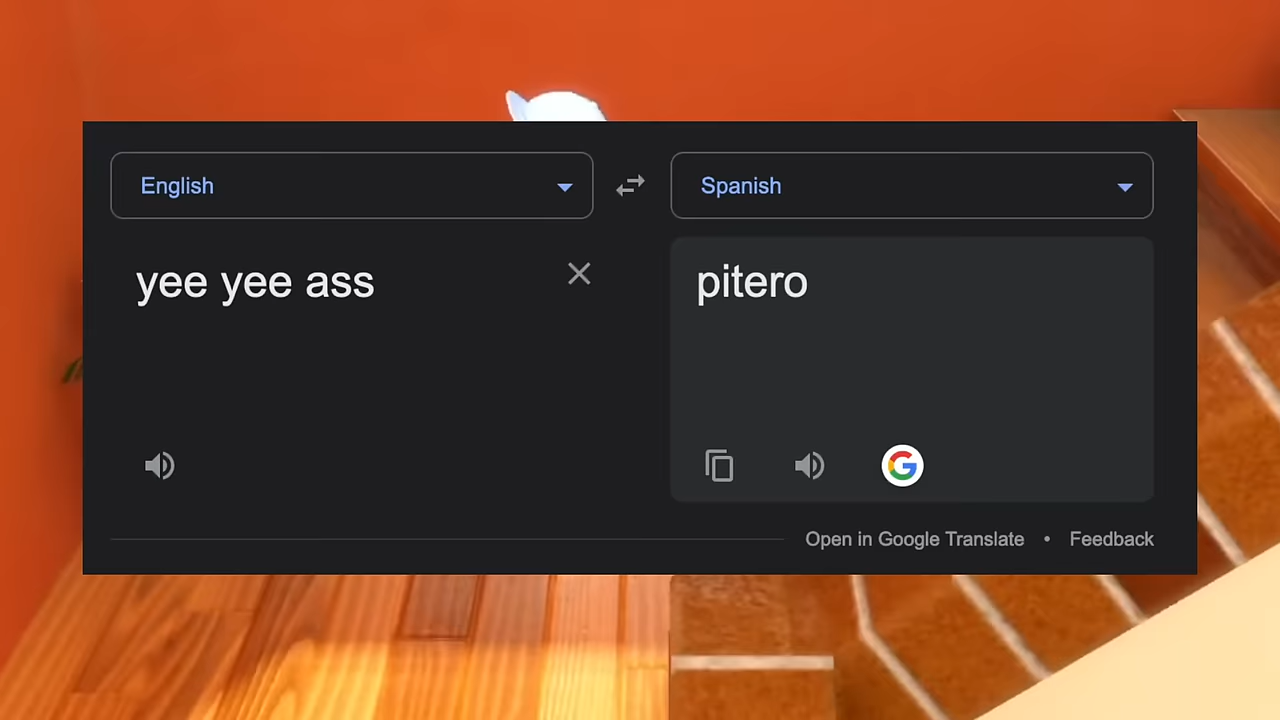 English
Spanish
yee yee ass
pitero
Open in Google Translate • Feedback